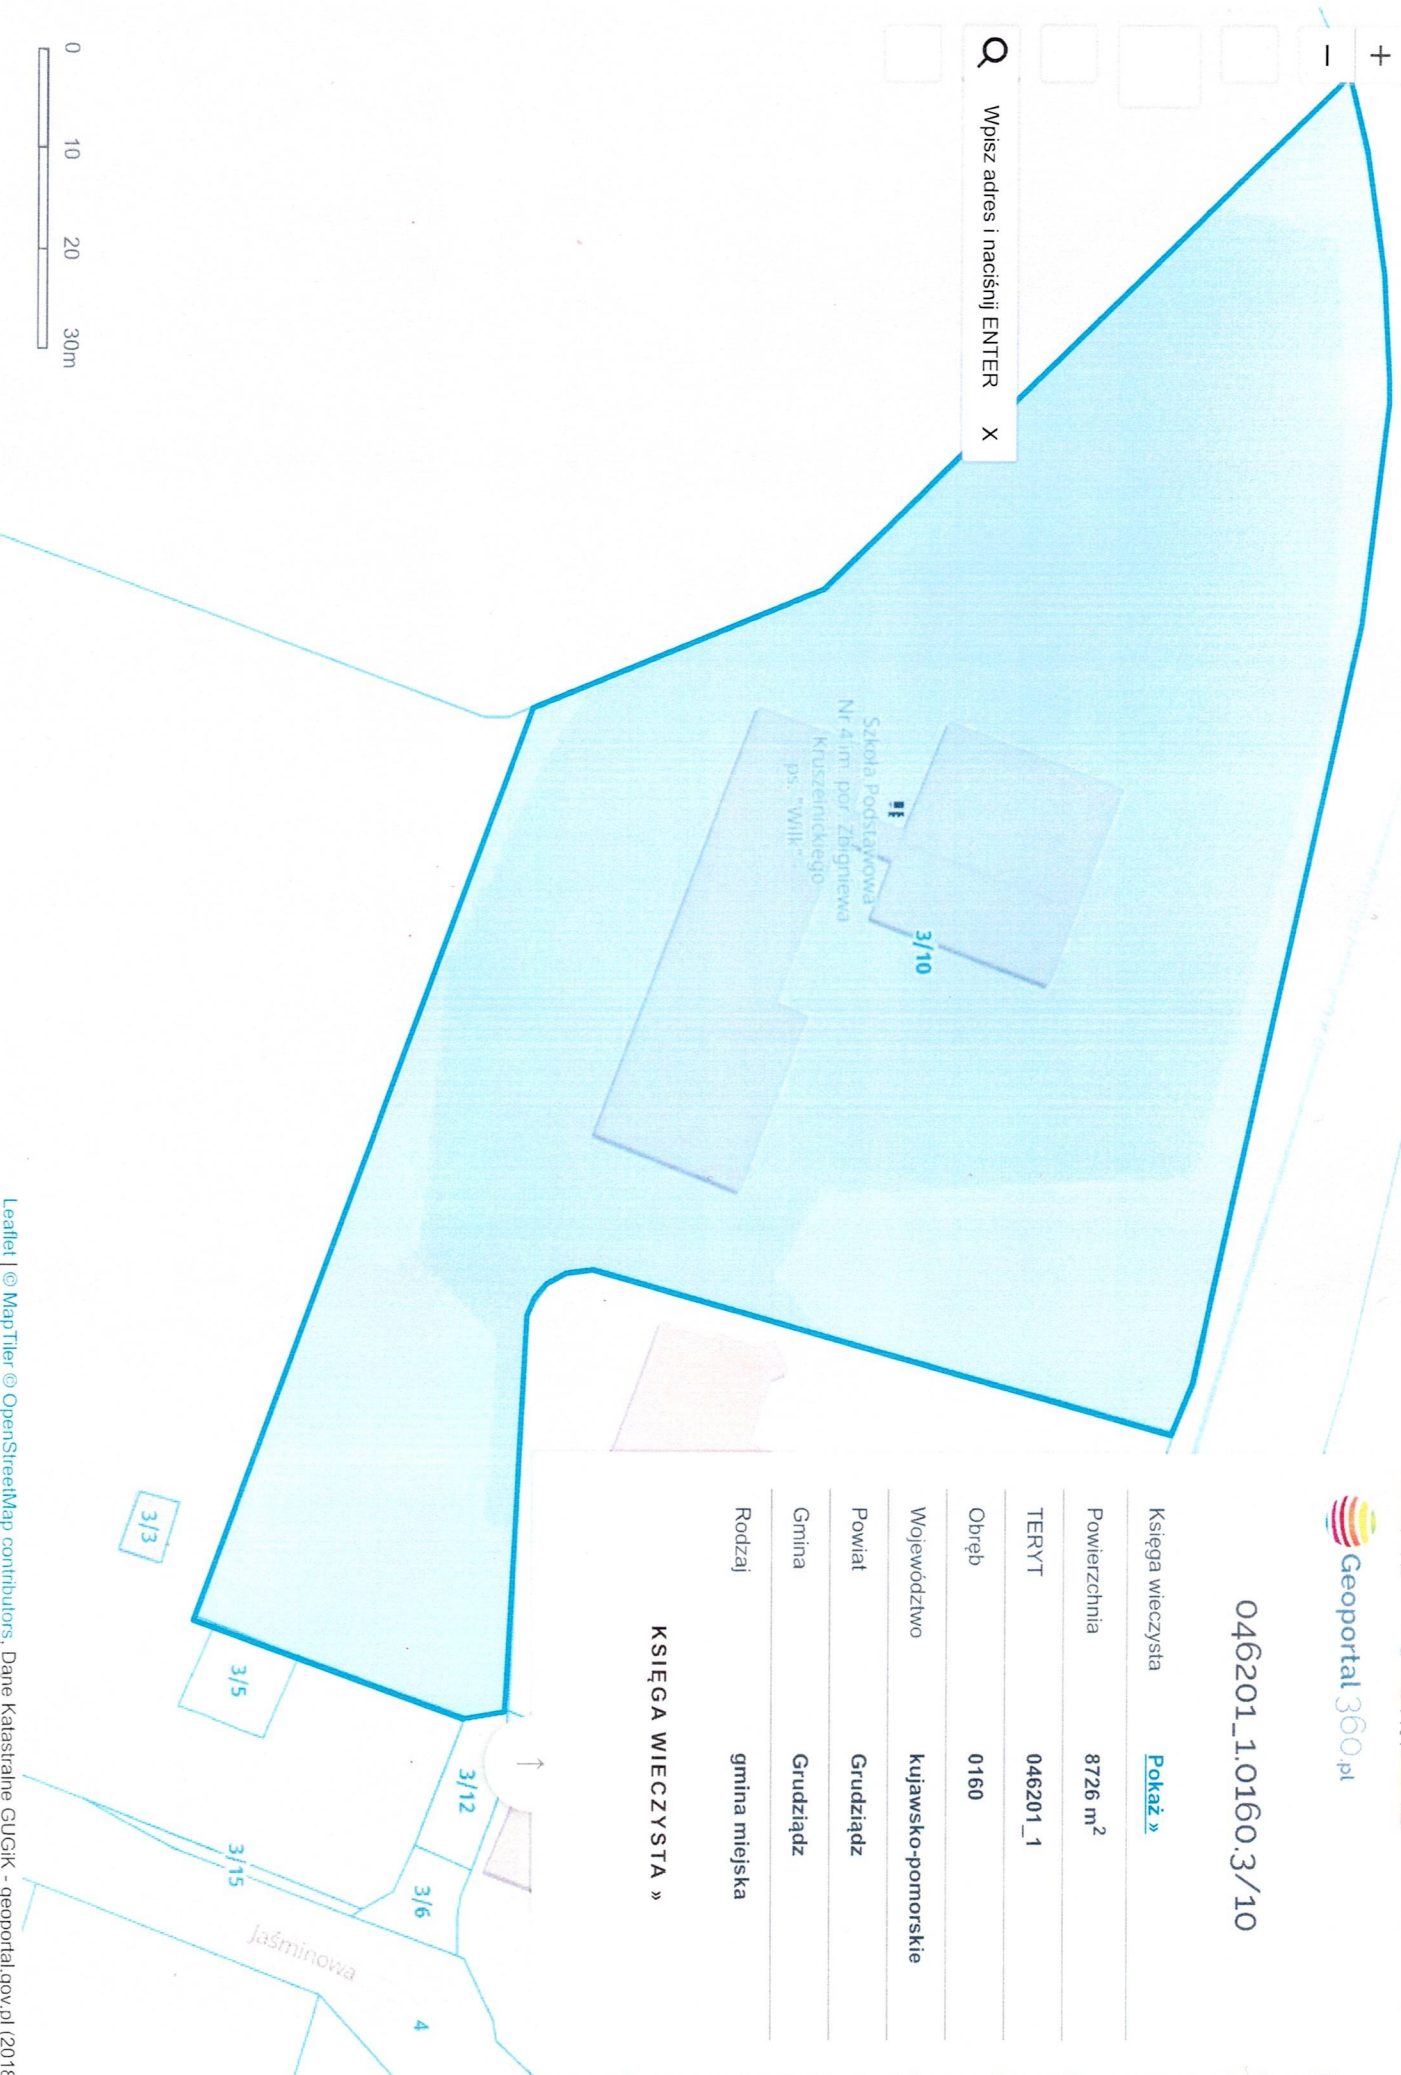 +
−
Wpisz adres i naciśnij ENTER X
Geoportal360.pl
046201_1.0160.3/10
Księga wieczysta Pokaż »
Powierzchnia 8726 m²
TERYT 046201_1
Obręb 0160
Województwo kujawsko-pomorskie
Powiat Grudziądz
Gmina Grudziądz
Rodzaj gmina miejska
KSIĘGA WIECZYSTA »
3/10
Szkoła Podstawowa
Nr 4 im. por. Zbigniewa
Kruszelnickiego
ps. "Wilk"
3/3
3/5
3/12
3/6
3/15
Jaśminowa
4
0 10 20 30m
Leaflet | © MapTiler © OpenStreetMap contributors, Dane Katastralne GUGiK - geoportal.gov.pl (2018